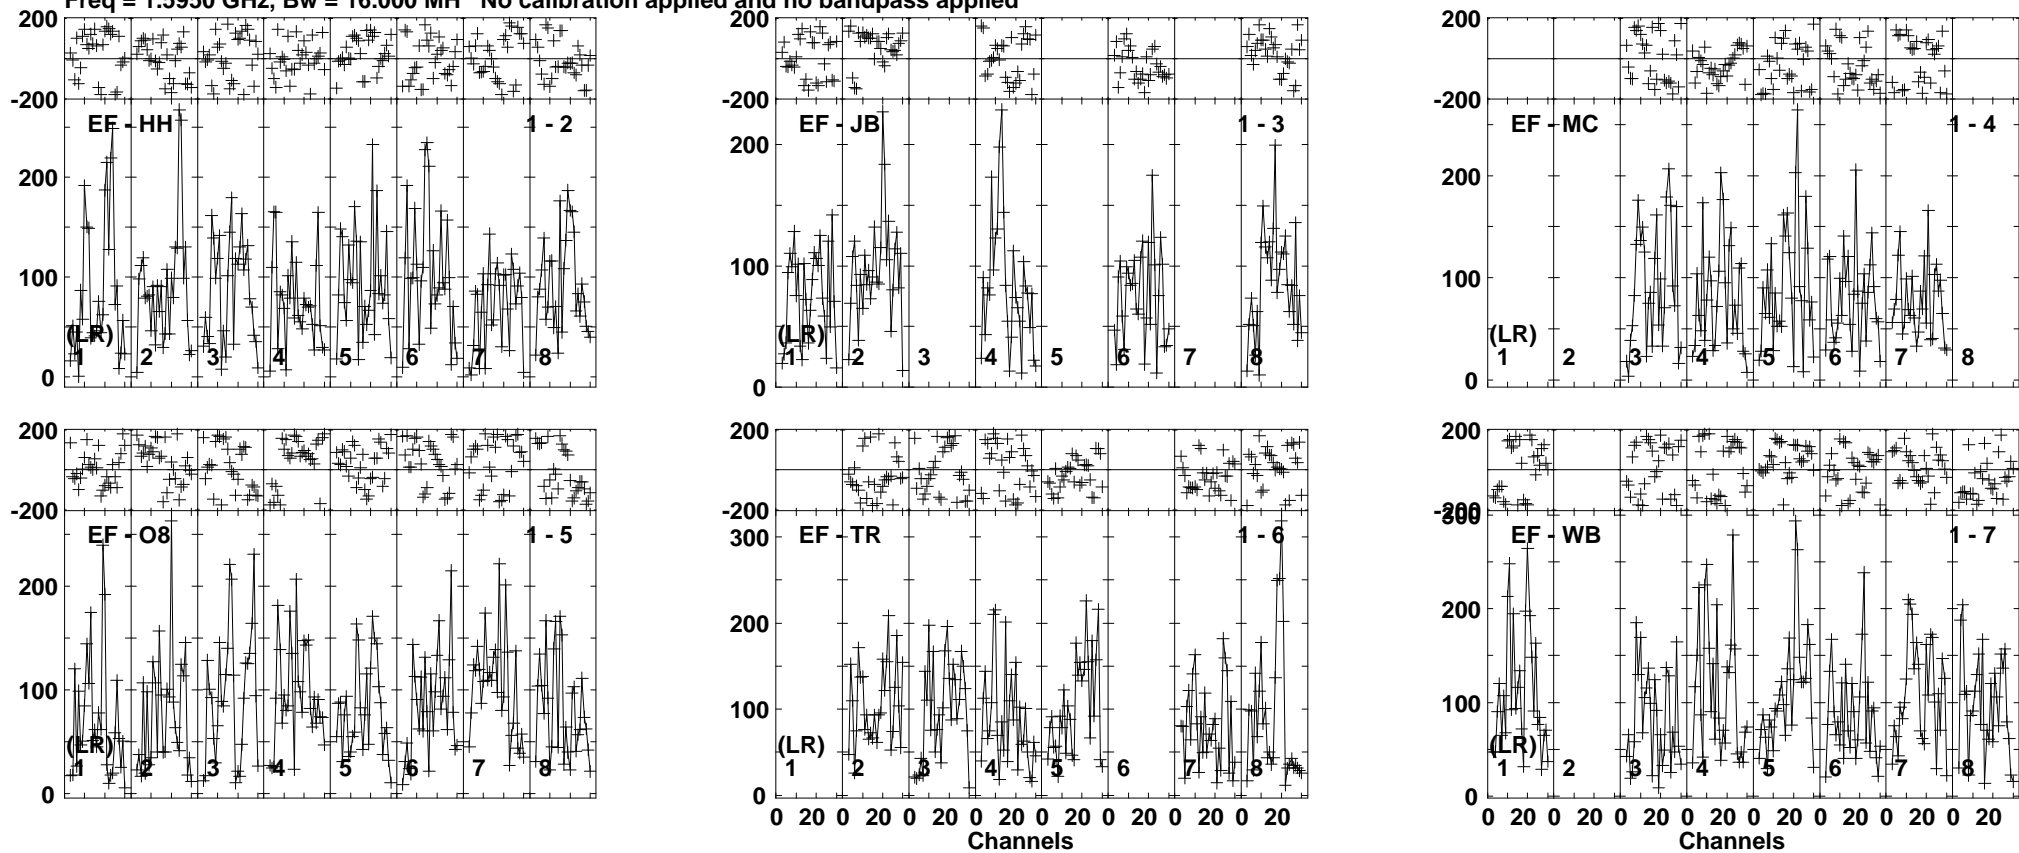 Freq = 1.5950 GHz, Bw = 16.000 MH No calibration applied and no bandpass applied
200
-200
EF - HH 1 - 2
200
100
0
(LR)
1 2 3 4 5 6 7 8
200
-200
EF - JB 1 - 3
200
100
0
(LR)
1 2 3 4 5 6 7 8
200
-200
EF - MC 1 - 4
200
100
0
(LR)
1 2 3 4 5 6 7 8
200
-200
EF - O8 1 - 5
200
100
0
(LR)
1 2 3 4 5 6 7 8
200
-200
EF - TR 1 - 6
300
200
100
0
(LR)
1 2 3 4 5 6 7 8
0 20 0 20 0 20 0 20 0 20 0 20 0 20 0 20
Channels
200
-200
300
EF - WB 1 - 7
200
100
0
(LR)
1 2 3 4 5 6 7 8
0 20 0 20 0 20 0 20 0 20 0 20 0 20 0 20
Channels